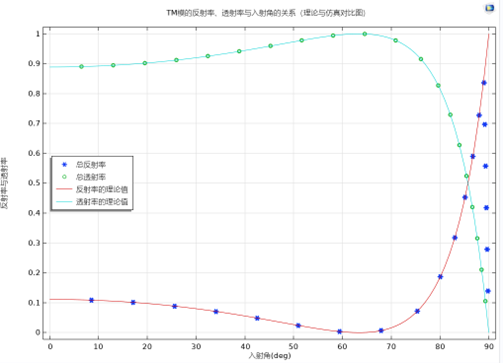 TM模的反射率、透射率与入射角的关系（理论与仿真对比图）
1
0.9
0.8
0.7
0.6
0.5
0.4
0.3
0.2
0.1
0
反射率与透射率
总反射率
总透射率
反射率的理论值
透射率的理论值
0 10 20 30 40 50 60 70 80 90
入射角(deg)